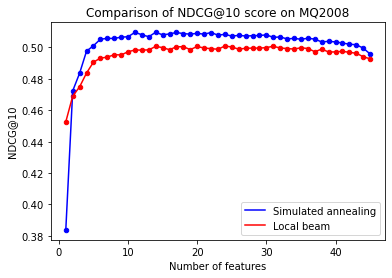 Comparison of NDCG@10 score on MQ2008
NDCG@10
0.50
0.48
0.46
0.44
0.42
0.40
0.38
0
10
20
30
40
Number of features
Simulated annealing
Local beam